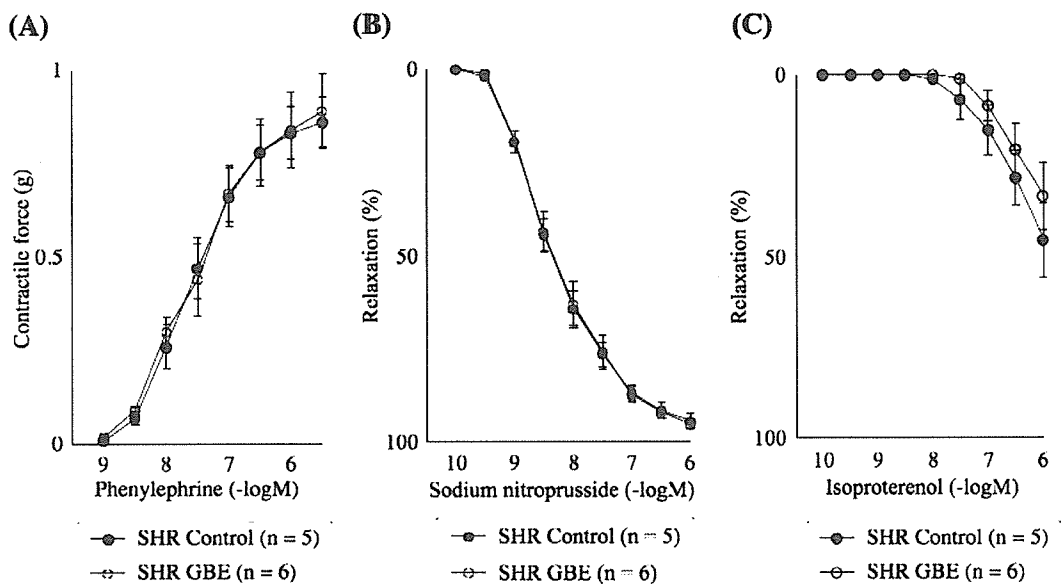 (A)
1
0.5
0
Contractile force (g)
9 8 7 6
Phenylephrine (-logM)
SHR Control (n = 5)
SHR GBE (n = 6)
(B)
0
50
100
Relaxation (%)
10 9 8 7 6
Sodium nitroprusside (-logM)
SHR Control (n = 5)
SHR GBE (n = 6)
(C)
0
50
100
Relaxation (%)
10 9 8 7 6
Isoproterenol (-logM)
SHR Control (n = 5)
SHR GBE (n = 6)